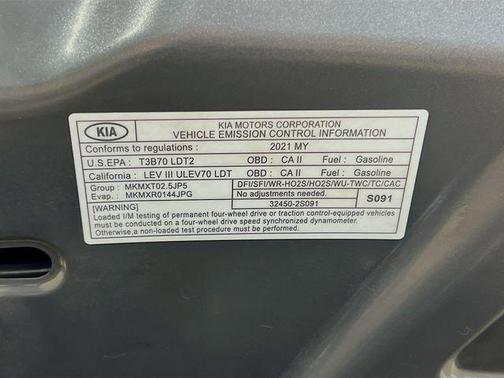 KIA
KIA MOTORS CORPORATION
VEHICLE EMISSION CONTROL INFORMATION
Conforms to regulations : 2021 MY
U.S.EPA : T3B70 LDT2 OBD : CA II Fuel : Gasoline
California : LEV III ULEV70 LDT OBD : CA II Fuel : Gasoline
Group : MKMXT02.5JP5
Evap. : MKMXR0144JPG
DFI/SFI/WR-HO2S/HO2S/WU-TWC/TC/CAC
NO ADJUSTMENTS NEEDED
32450-2S091
S091
WARNING :
Loaded I/M testing of permanent four-wheel drive or traction control-equipped vehicles
must be conducted on a four-wheel drive speed synchronized dynamometer.
Otherwise,a non-loaded test procedure must be performed.